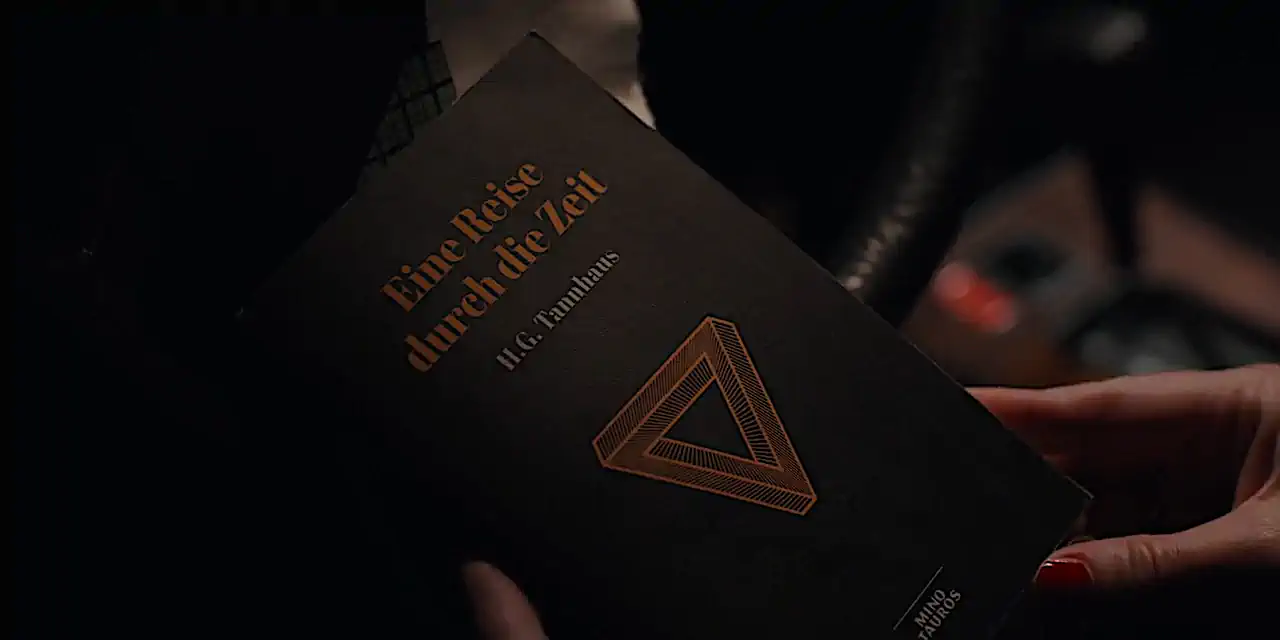 Eine Reise
durch die Zeit
H.G. Tannhaus
MINO
TAUROS